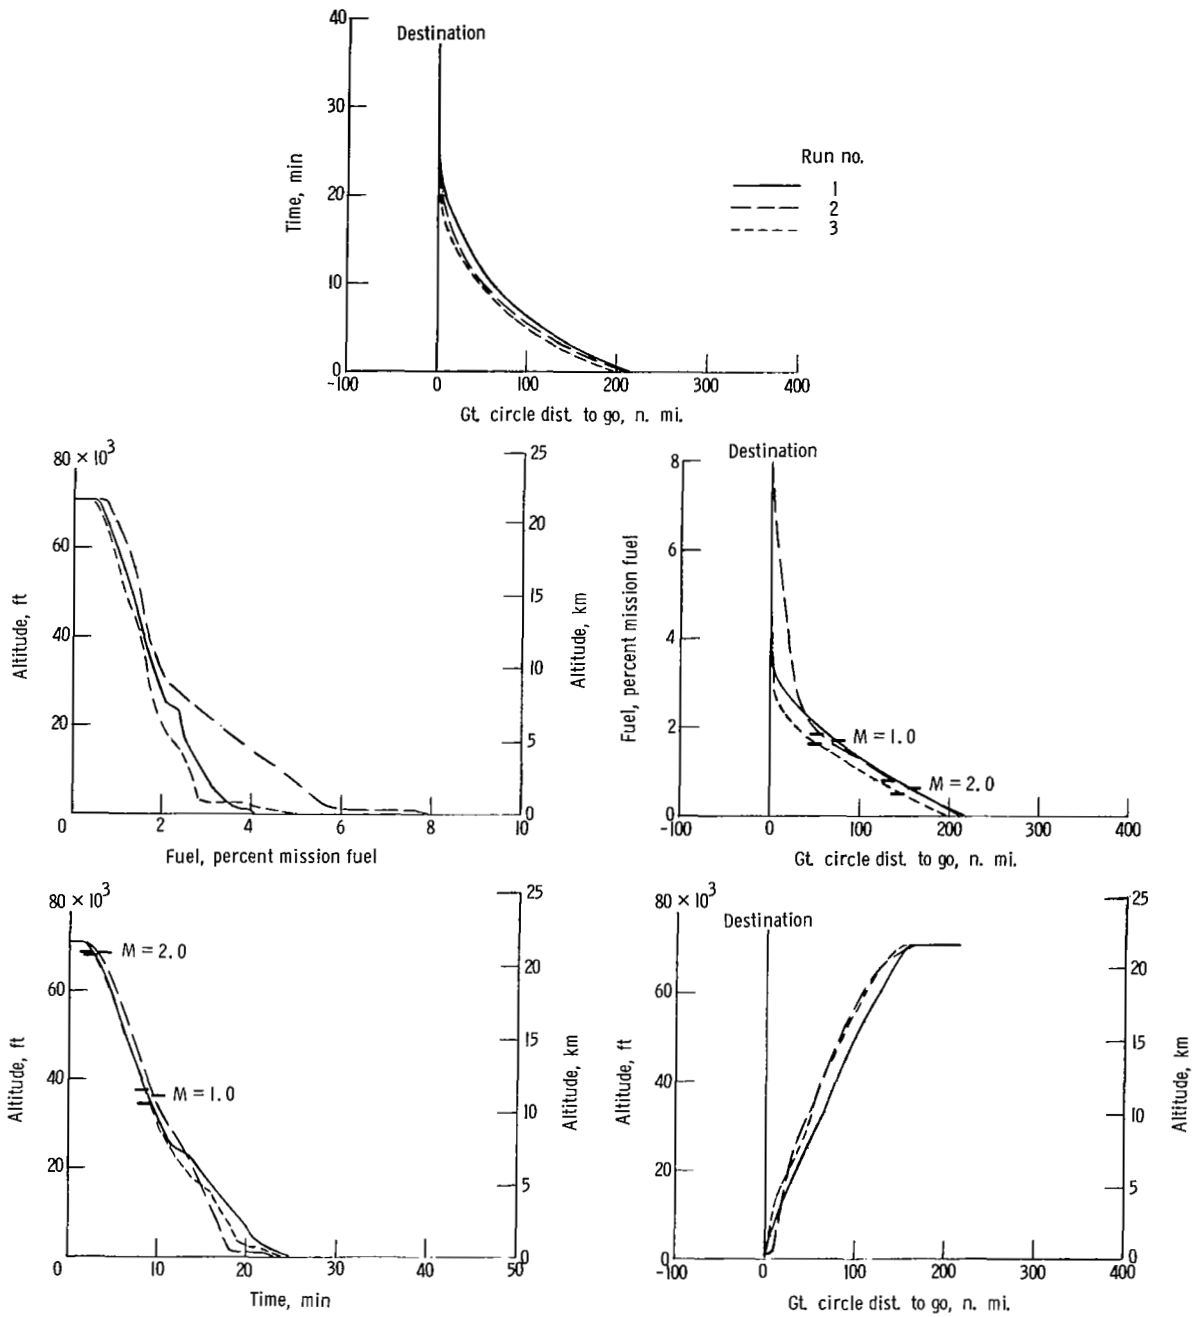 40
Destination
30
20
10
0
Time, min
-100
0
100
200
300
400
Gt. circle dist. to go, n. mi.
Run no.
1
2
3
80 × 10³
60
40
20
Altitude, ft
25
20
15
10
5
0
Altitude, km
0
2
4
6
8
10
Fuel, percent mission fuel
Destination
8
6
4
2
0
Fuel, percent mission fuel
M = 1.0
M = 2.0
-100
0
100
200
300
400
Gt. circle dist. to go, n. mi.
80 × 10³
60
40
20
Altitude, ft
M = 2.0
M = 1.0
25
20
15
10
5
0
Altitude, km
0
10
20
30
40
50
Time, min
80 × 10³
Destination
60
40
20
0
Altitude, ft
25
20
15
10
5
0
Altitude, km
-100
0
100
200
300
400
Gt. circle dist. to go, n. mi.